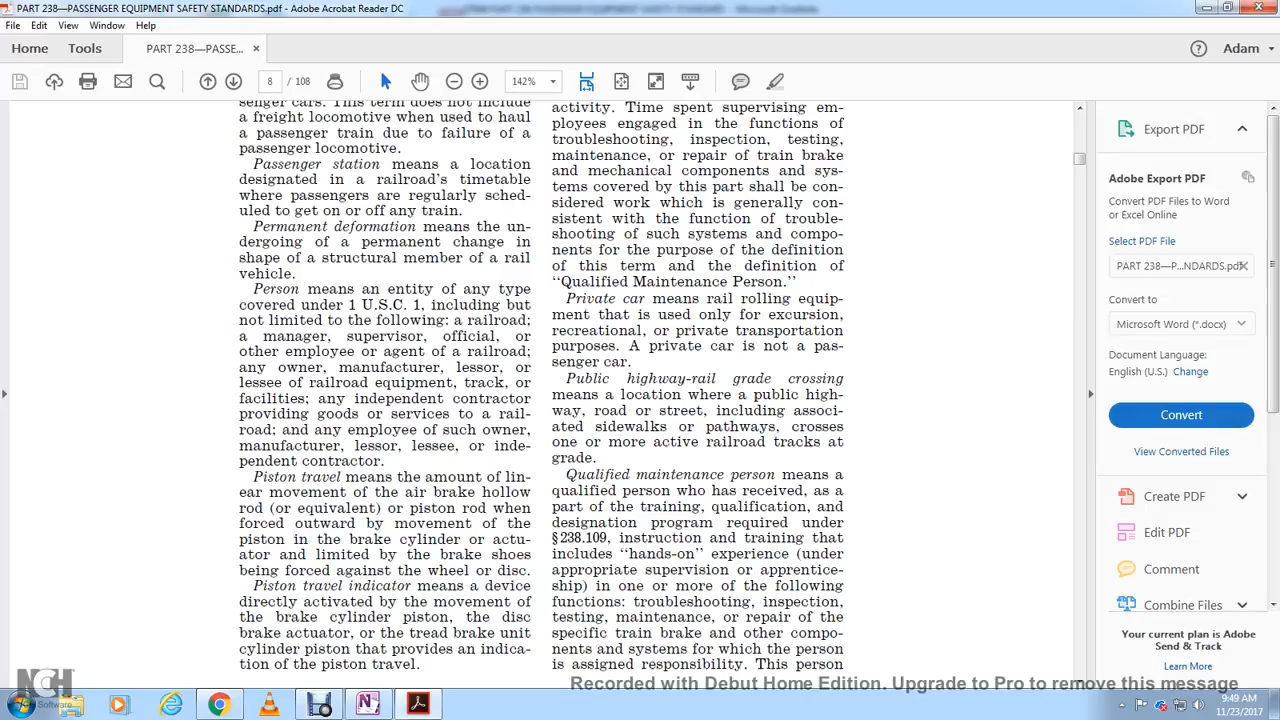 PART 238—PASSENGER EQUIPMENT SAFETY STANDARDS.pdf - Adobe Acrobat Reader DC
File Edit View Window Help
Home Tools PART 238—PASSE... × Adam
8 / 108 142%
senger cars. This term does not include
a freight locomotive when used to haul
a passenger train due to failure of a
passenger locomotive.
Passenger station means a location
designated in a railroad's timetable
where passengers are regularly sched-
uled to get on or off any train.
Permanent deformation means the un-
dergoing of a permanent change in
shape of a structural member of a rail
vehicle.
Person means an entity of any type
covered under 1 U.S.C. 1, including but
not limited to the following: a railroad;
a manager, supervisor, official, or
other employee or agent of a railroad;
any owner, manufacturer, lessor, or
lessee of railroad equipment, track, or
facilities; any independent contractor
providing goods or services to a rail-
road; and any employee of such owner,
manufacturer, lessor, lessee, or inde-
pendent contractor.
Piston travel means the amount of lin-
ear movement of the air brake hollow
rod (or equivalent) or piston rod when
forced outward by movement of the
piston in the brake cylinder or actu-
ator and limited by the brake shoes
being forced against the wheel or disc.
Piston travel indicator means a device
directly activated by the movement of
the brake cylinder piston, the disc
brake actuator, or the tread brake unit
cylinder piston that provides an indica-
tion of the piston travel.
activity. Time spent supervising em-
ployees engaged in the functions of
troubleshooting, inspection, testing,
maintenance, or repair of train brake
and mechanical components and sys-
tems covered by this part shall be con-
sidered work which is generally con-
sistent with the function of trouble-
shooting of such systems and compo-
nents for the purpose of the definition
of this term and the definition of
‘‘Qualified Maintenance Person.’’
Private car means rail rolling equip-
ment that is used only for excursion,
recreational, or private transportation
purposes. A private car is not a pas-
senger car.
Public highway-rail grade crossing
means a location where a public high-
way, road or street, including associ-
ated sidewalks or pathways, crosses
one or more active railroad tracks at
grade.
Qualified maintenance person means a
qualified person who has received, as a
part of the training, qualification, and
designation program required under
§238.109, instruction and training that
includes ‘‘hands-on’’ experience (under
appropriate supervision or apprentice-
ship) in one or more of the following
functions: troubleshooting, inspection,
testing, maintenance, or repair of the
specific train brake and other compo-
nents and systems for which the person
is assigned responsibility. This person
Export PDF
Adobe Export PDF
Convert PDF Files to Word
or Excel Online
Select PDF File
PART 238—P...NDARDS.pdf
Convert to
Microsoft Word (*.docx)
Document Language:
English (U.S.) Change
Convert
View Converted Files
Create PDF
Edit PDF
Comment
Combine Files
Your current plan is Adobe
Send & Track
Learn More
Recorded with Debut Home Edition. Upgrade to Pro to remove this message
NCH
Software
9:49 AM
11/23/2017